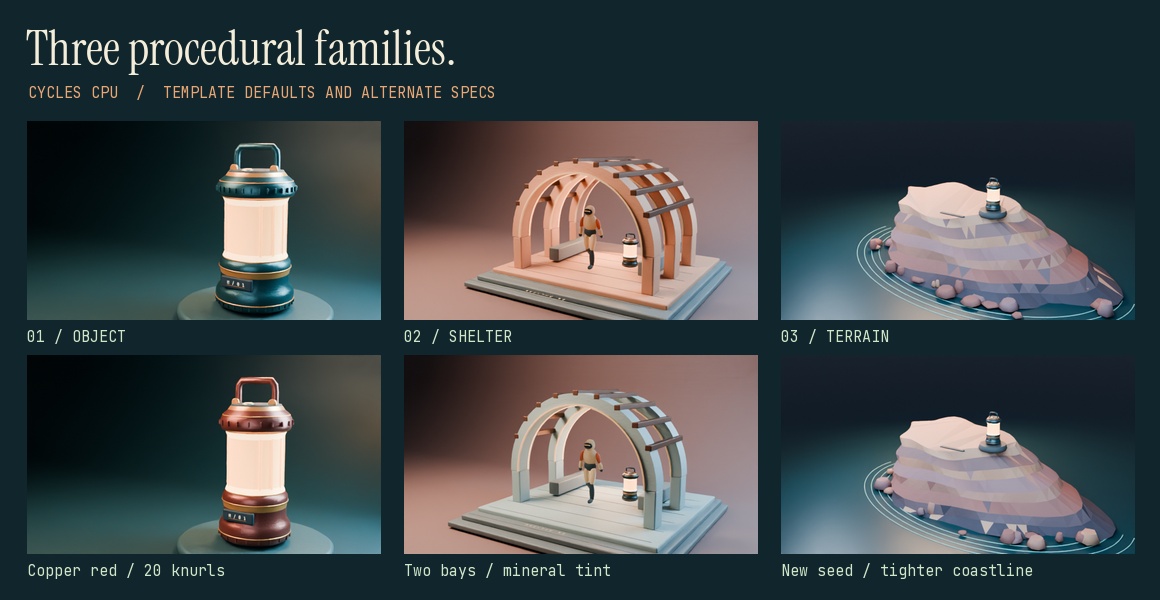 Three procedural families.
CYCLES CPU / TEMPLATE DEFAULTS AND ALTERNATE SPECS
01 / OBJECT
02 / SHELTER
03 / TERRAIN
Copper red / 20 knurls
Two bays / mineral tint
New seed / tighter coastline